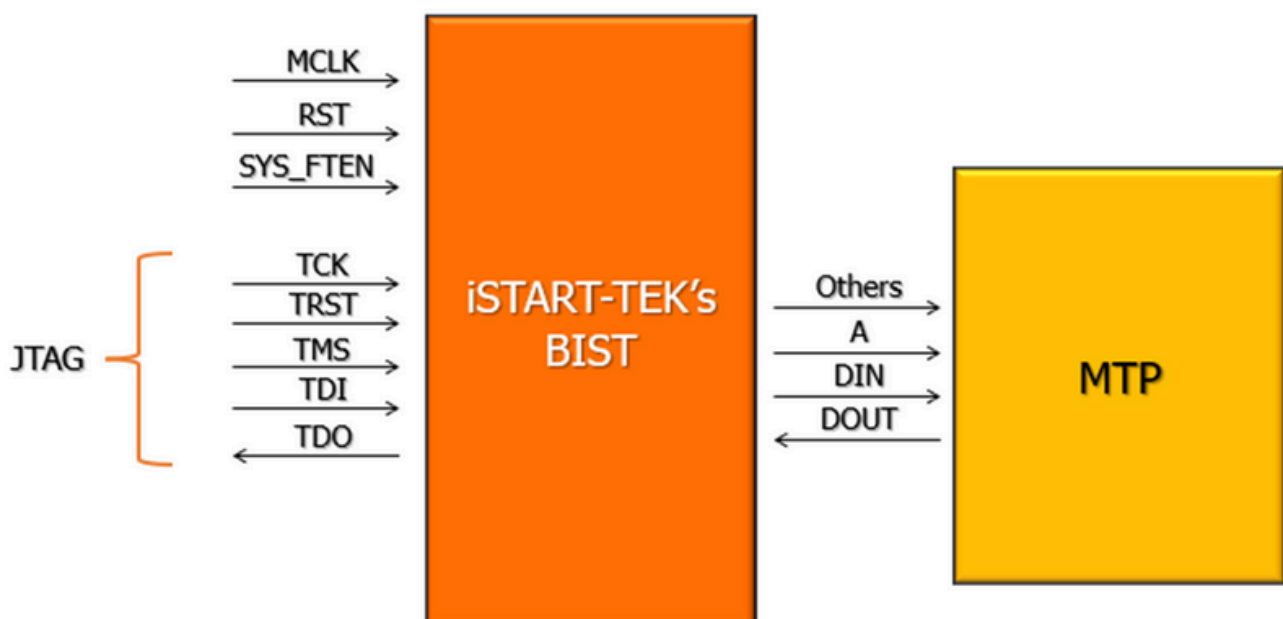 MCLK
RST
SYS_FTEN
JTAG
TCK
TRST
TMS
TDI
TDO
iSTART-TEK's
BIST
Others
A
DIN
DOUT
MTP